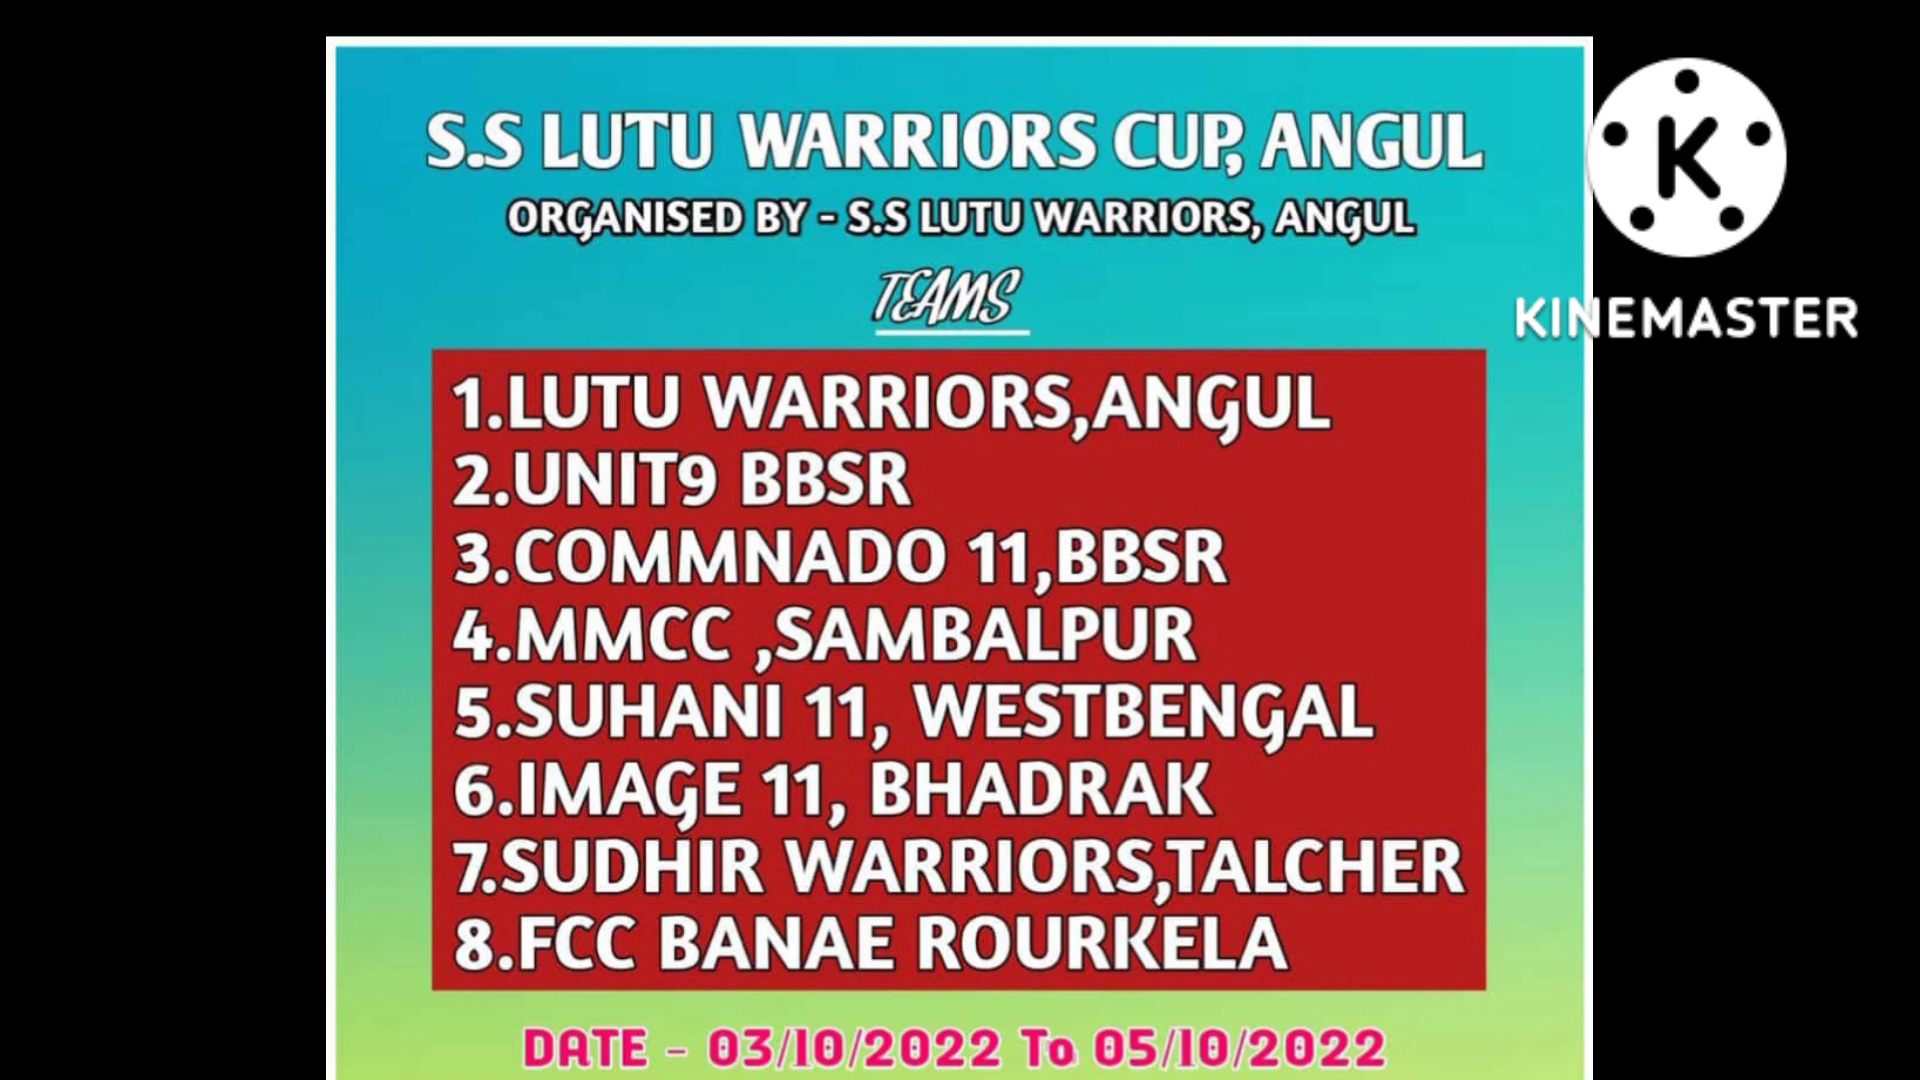 S.S LUTU WARRIORS CUP, ANGUL
ORGANISED BY - S.S LUTU WARRIORS, ANGUL
TEAMS
1.LUTU WARRIORS,ANGUL
2.UNIT9 BBSR
3.COMMNADO 11,BBSR
4.MMCC ,SAMBALPUR
5.SUHANI 11, WESTBENGAL
6.IMAGE 11, BHADRAK
7.SUDHIR WARRIORS,TALCHER
8.FCC BANAE ROURKELA
DATE - 03/10/2022 To 05/10/2022
K
KINEMASTER